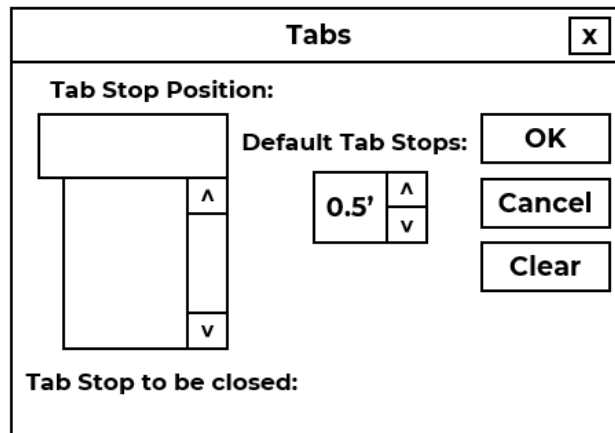 Tabs
x
Tab Stop Position:
Default Tab Stops:
OK
0.5’
^
v
Cancel
^
v
Clear
Tab Stop to be closed: